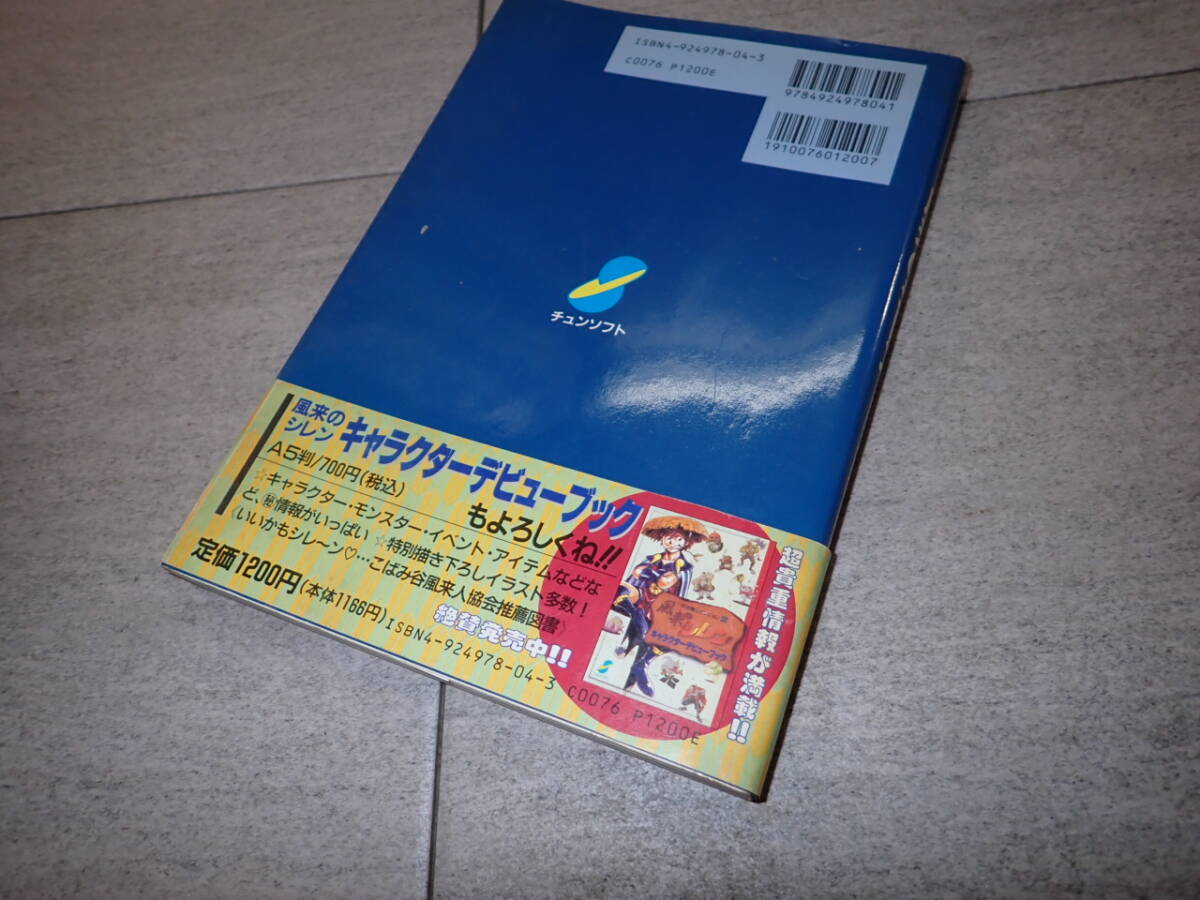 ISBN4-924978-04-3
C0076 P1200E
9784924978041
1910076012007
チュンソフト
風来の
シレン
キャラクターデビューブック
もよろしくね!!
A5判/700円(税込)
☆キャラクター・モンスター・イベント・アイテムなどな
ど、㊙情報がいっぱい ☆特別描き下ろしイラスト多数!
〈いいかもシレーン♡‥こばみ谷風来人協会推薦図書〉
絶賛発売中!!
定価1200円(本体1166円)ISBN4-924978-04-3 C0076 P1200E
超貴重情報が満載!!
風来の
シレン
キャラクターデビューブック